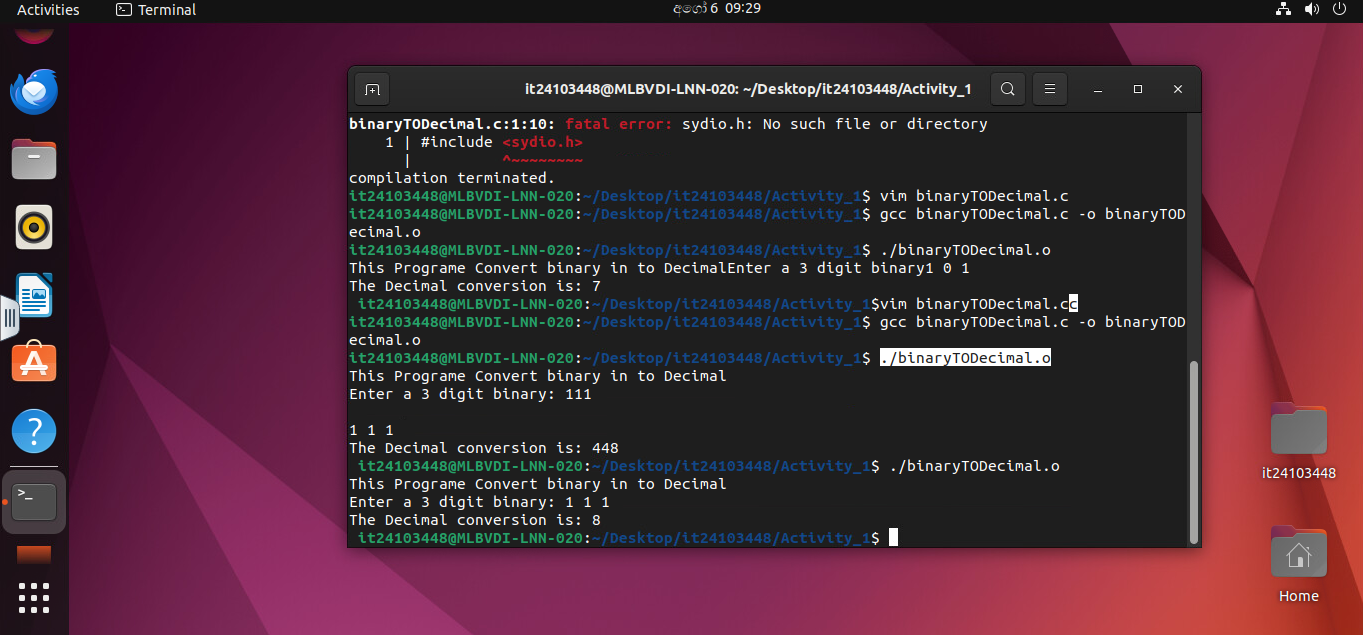 Activities
Terminal
අගෝ 6 09:29
it24103448@MLBVDI-LNN-020: ~/Desktop/it24103448/Activity_1
binaryTODecimal.c:1:10: fatal error: sydio.h: No such file or directory
1 | #include <sydio.h>
| ^~~~~~~~~
compilation terminated.
it24103448@MLBVDI-LNN-020:~/Desktop/it24103448/Activity_1$ vim binaryTODecimal.c
it24103448@MLBVDI-LNN-020:~/Desktop/it24103448/Activity_1$ gcc binaryTODecimal.c -o binaryTOD
ecimal.o
it24103448@MLBVDI-LNN-020:~/Desktop/it24103448/Activity_1$ ./binaryTODecimal.o
This Programe Convert binary in to DecimalEnter a 3 digit binary1 0 1
The Decimal conversion is: 7
it24103448@MLBVDI-LNN-020:~/Desktop/it24103448/Activity_1$vim binaryTODecimal.cc
it24103448@MLBVDI-LNN-020:~/Desktop/it24103448/Activity_1$ gcc binaryTODecimal.c -o binaryTOD
ecimal.o
it24103448@MLBVDI-LNN-020:~/Desktop/it24103448/Activity_1$ ./binaryTODecimal.o
This Programe Convert binary in to Decimal
Enter a 3 digit binary: 111
1 1 1
The Decimal conversion is: 448
it24103448@MLBVDI-LNN-020:~/Desktop/it24103448/Activity_1$ ./binaryTODecimal.o
This Programe Convert binary in to Decimal
Enter a 3 digit binary: 1 1 1
The Decimal conversion is: 8
it24103448@MLBVDI-LNN-020:~/Desktop/it24103448/Activity_1$
it24103448
Home